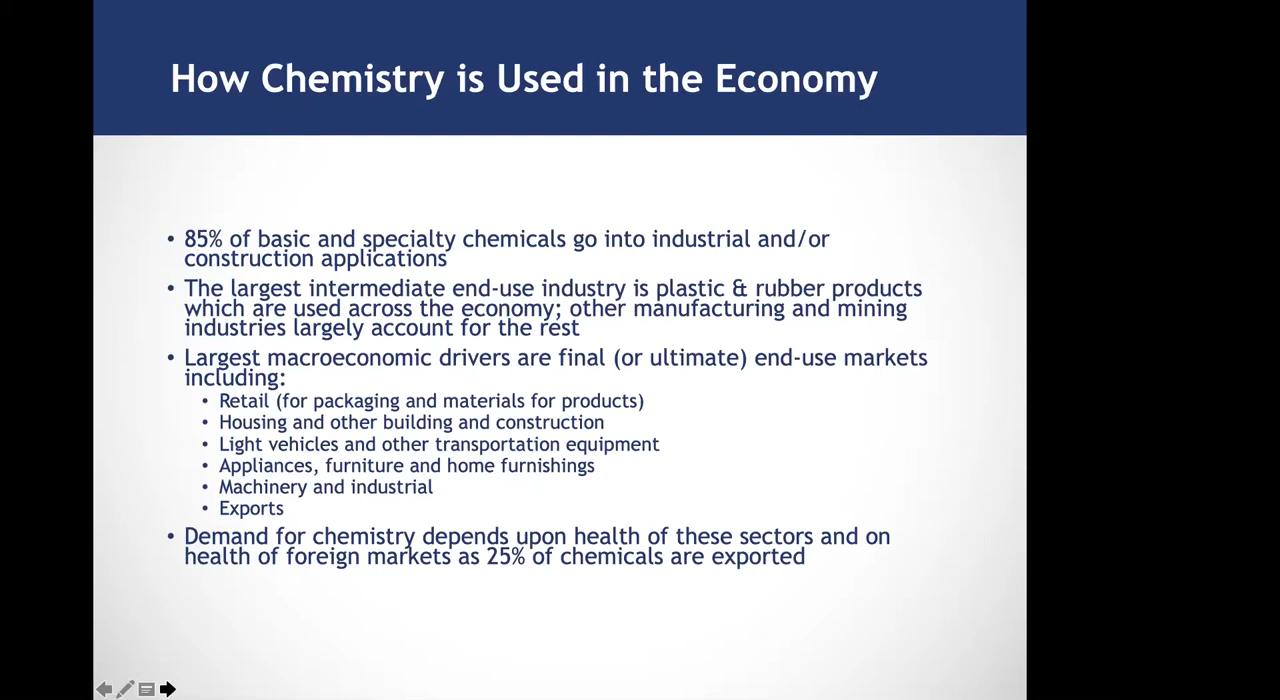 How Chemistry is Used in the Economy
• 85% of basic and specialty chemicals go into industrial and/or
construction applications
• The largest intermediate end-use industry is plastic & rubber products
which are used across the economy; other manufacturing and mining
industries largely account for the rest
• Largest macroeconomic drivers are final (or ultimate) end-use markets
including:
• Retail (for packaging and materials for products)
• Housing and other building and construction
• Light vehicles and other transportation equipment
• Appliances, furniture and home furnishings
• Machinery and industrial
• Exports
• Demand for chemistry depends upon health of these sectors and on
health of foreign markets as 25% of chemicals are exported